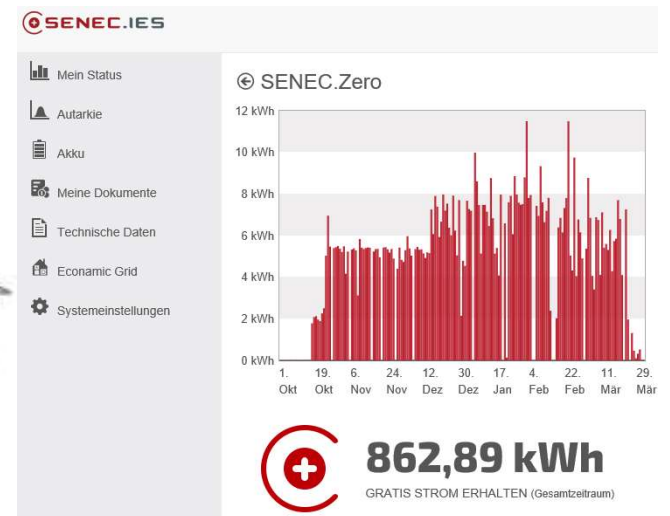 SENEC.IES
Mein Status
Autarkie
Akku
Meine Dokumente
Technische Daten
Econamic Grid
Systemeinstellungen
SENEC.Zero
12 kWh
10 kWh
8 kWh
6 kWh
4 kWh
2 kWh
0 kWh
1. 19. 6. 24. 12. 30. 17. 4. 22. 11. 29.
Okt Okt Nov Nov Dez Dez Jan Feb Feb Mär Mär
862,89 kWh
GRATIS STROM ERHALTEN (Gesamtzeitraum)